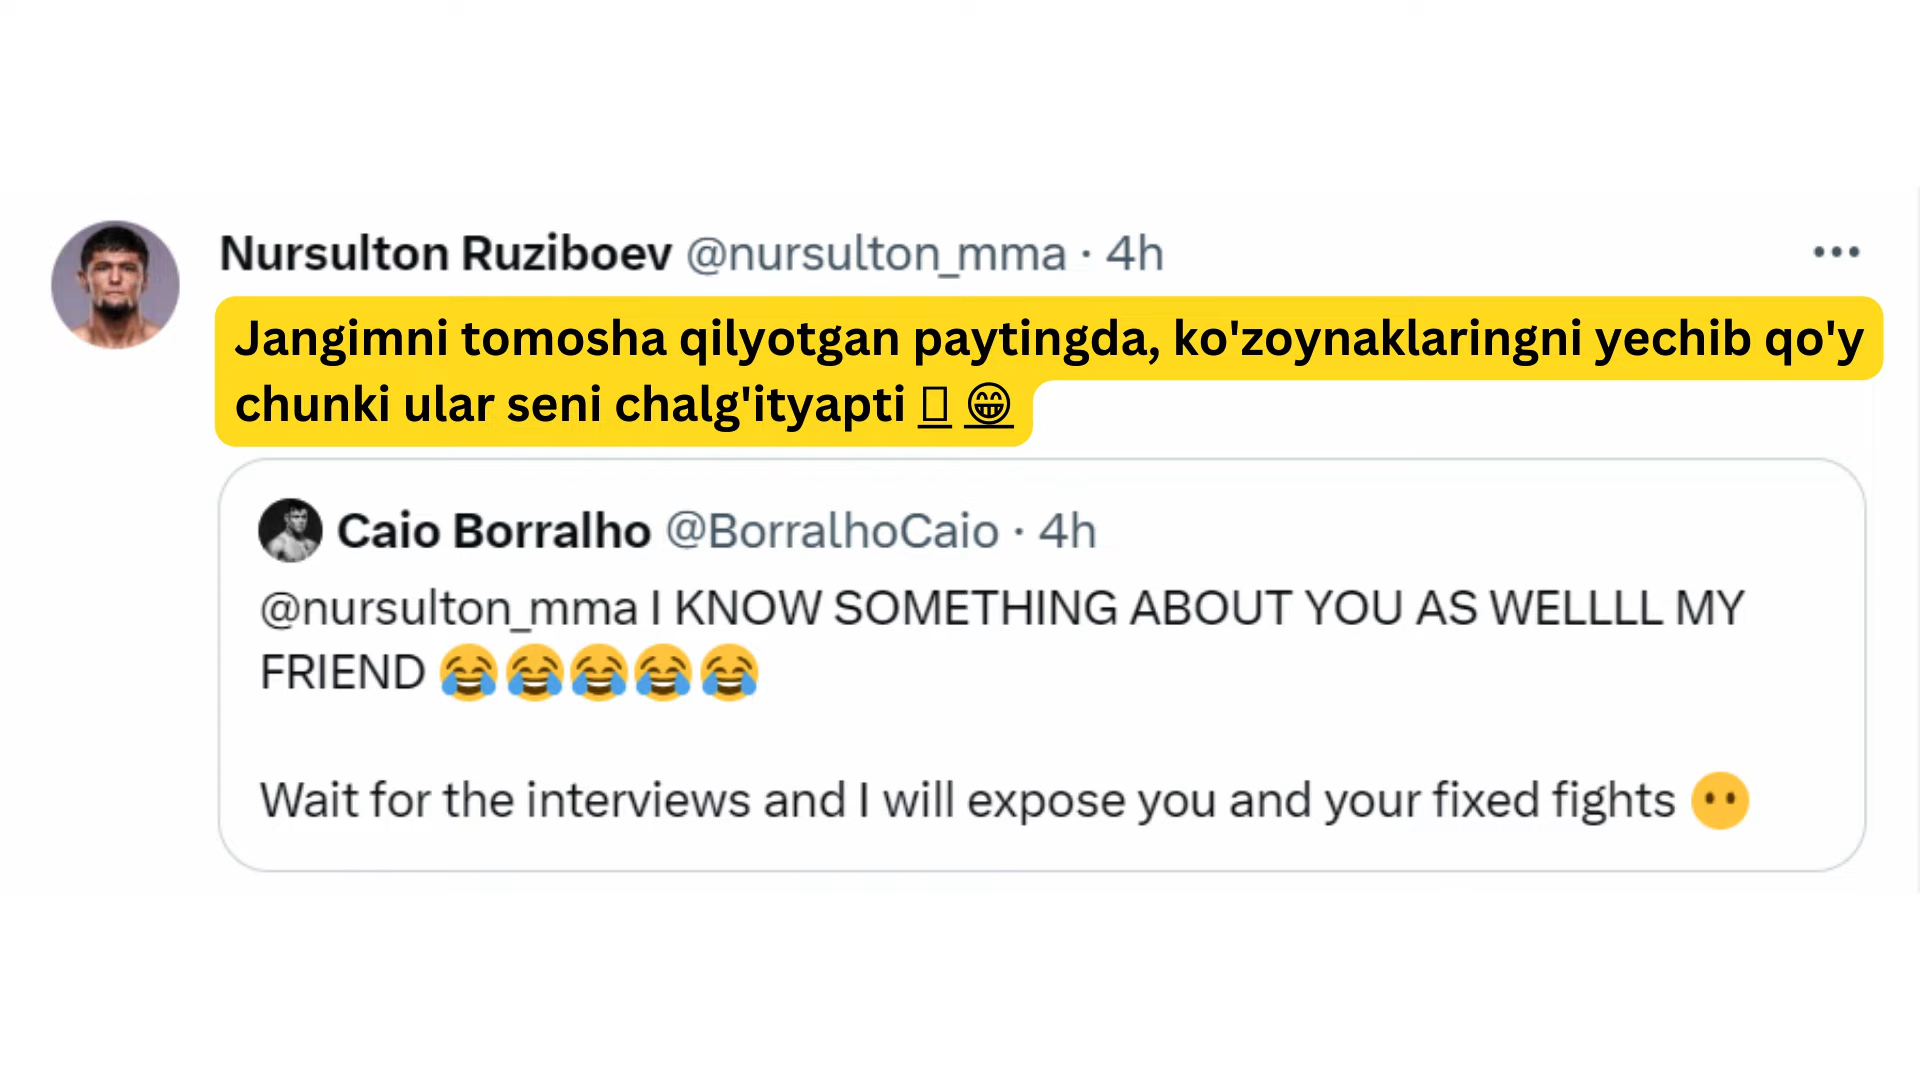 Nursulton Ruziboev @nursulton_mma · 4h
Jangimni tomosha qilyotgan paytingda, ko'zoynaklaringni yechib qo'y
chunki ular seni chalg'ityapti 😁
Caio Borralho @BorralhoCaio · 4h
@nursulton_mma I KNOW SOMETHING ABOUT YOU AS WELLLL MY
FRIEND 😂😂😂😂😂
Wait for the interviews and I will expose you and your fixed fights 😶